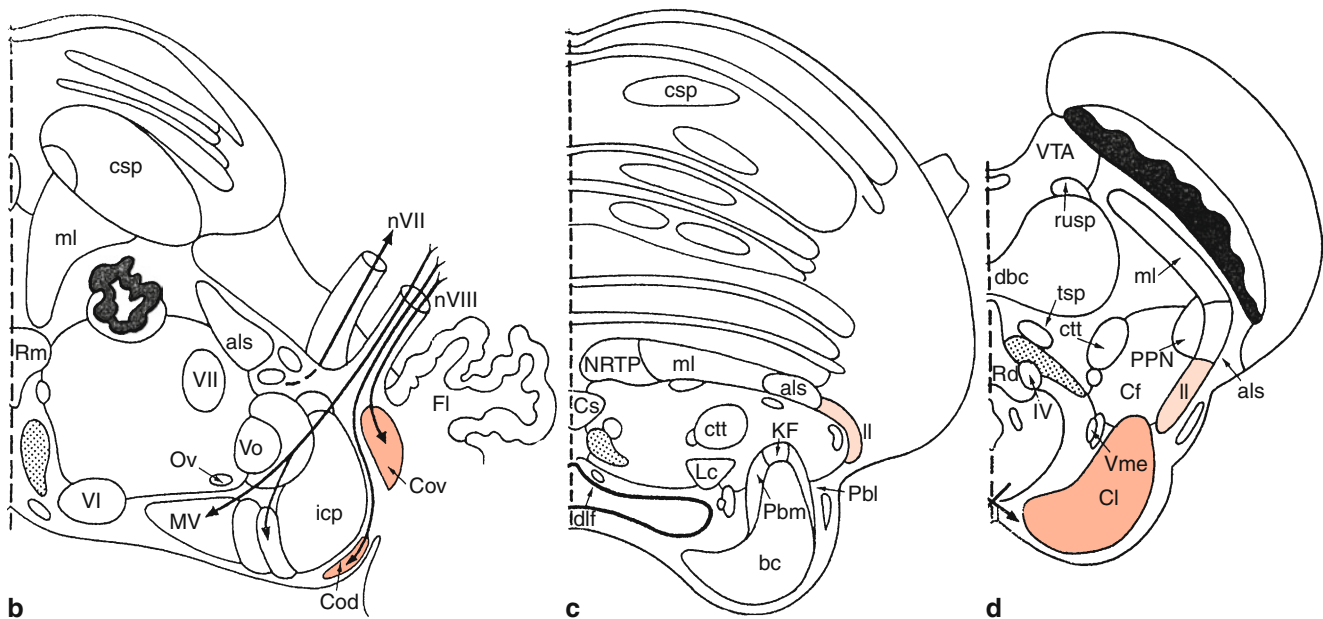 csp
ml
nVII
nVIII
Rm
als
VII
Fl
Vo
Ov
Cov
VI
MV
icp
Cod
b
csp
NRTP
ml
als
Cs
ctt
KF
ll
Lc
dlf
Pbm
Pbl
bc
c
VTA
rusp
ml
dbc
tsp
ctt
PPN
Rd
IV
Cf
ll
als
Vme
Cl
d